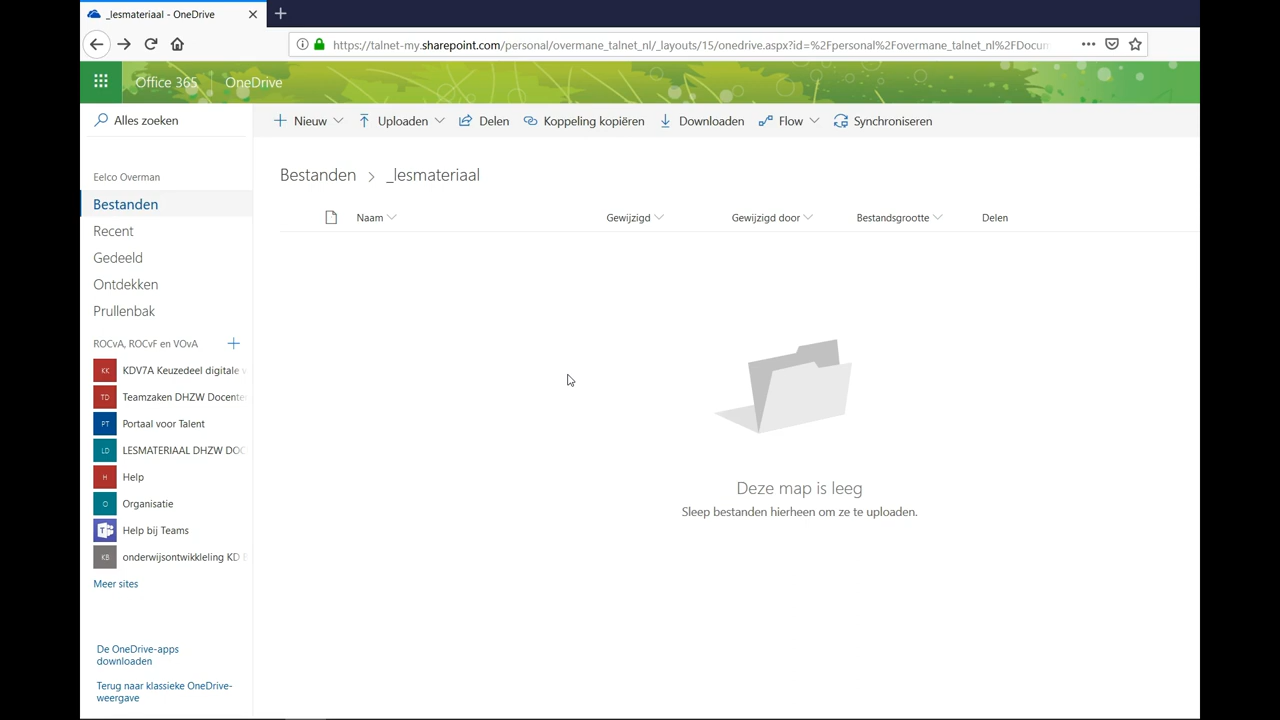 _lesmateriaal - OneDrive
https://talnet-my.sharepoint.com/personal/overmane_talnet_nl/_layouts/15/onedrive.aspx?id=%2Fpersonal%2Fovermane_talnet_nl%2FDocum
Office 365 OneDrive
Alles zoeken
Nieuw Uploaden Delen Koppeling kopiëren Downloaden Flow Synchroniseren
Eelco Overman
Bestanden
Recent
Gedeeld
Ontdekken
Prullenbak
ROCvA, ROCvF en VOvA
KK KDV7A Keuzedeel digitale
TD Teamzaken DHZW Docente
PT Portaal voor Talent
LD LESMATERIAAL DHZW DOC
H Help
O Organisatie
Help bij Teams
KB onderwijsontwikkleling KD
Meer sites
De OneDrive-apps
downloaden
Terug naar klassieke OneDrive-
weergave
Bestanden > _lesmateriaal
Naam Gewijzigd Gewijzigd door Bestandsgrootte Delen
Deze map is leeg
Sleep bestanden hierheen om ze te uploaden.